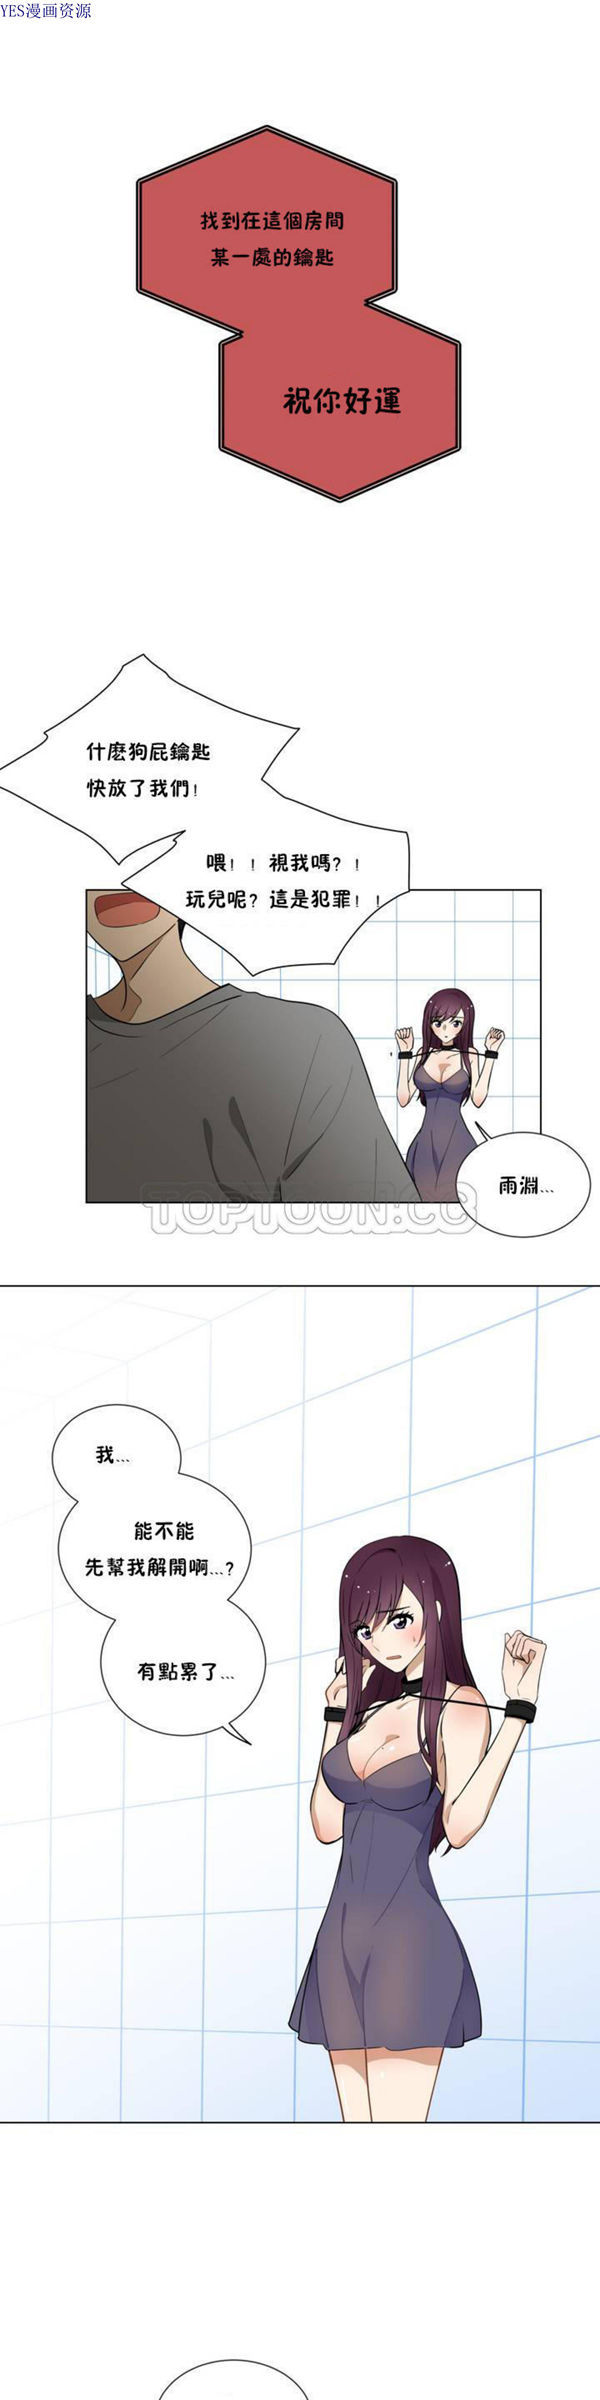 YES漫画资源
找到在這個房間
某一處的鑰匙
祝你好運
什麽狗屁鑰匙
快放了我們!
喂!!視我嗎?!
玩兒呢?這是犯罪!!
雨淵...
TOPTOON.CC
我...
能不能
先幫我解開啊...?
有點累了...